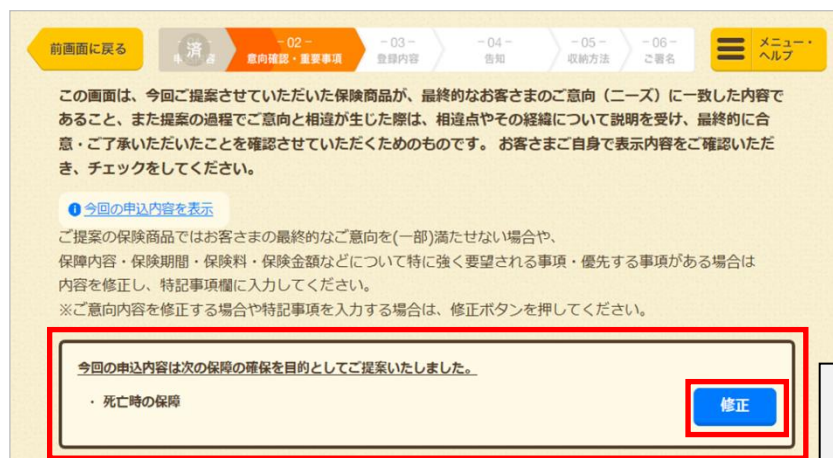 前画面に戻る
済
- 02 -
意向確認・重要事項
- 03 -
登録内容
- 04 -
告知
- 05 -
収納方法
- 06 -
ご署名
メニュー・
ヘルプ
この画面は、今回ご提案させていただいた保険商品が、最終的なお客さまのご意向（ニーズ）に一致した内容で
あること、また提案の過程でご意向と相違が生じた際は、相違点やその経緯について説明を受け、最終的に合
意・ご了承いただいたことを確認させていただくためのものです。 お客さまご自身で表示内容をご確認いただ
き、チェックをしてください。
今回の申込内容を表示
ご提案の保険商品ではお客さまの最終的なご意向を(一部)満たせない場合や、
保障内容・保険期間・保険料・保険金額などについて特に強く要望される事項・優先する事項がある場合は
内容を修正し、特記事項欄に入力してください。
※ご意向内容を修正する場合や特記事項を入力する場合は、修正ボタンを押してください。
今回の申込内容は次の保障の確保を目的としてご提案いたしました。
・ 死亡時の保障
修正